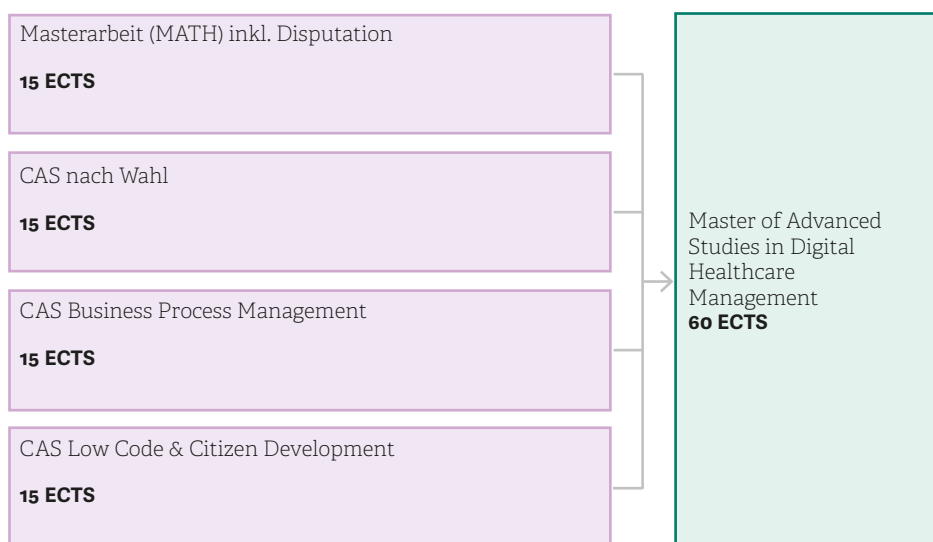 Masterarbeit (MATH) inkl. Disputation
15 ECTS
CAS nach Wahl
15 ECTS
CAS Business Process Management
15 ECTS
CAS Low Code & Citizen Development
15 ECTS
Master of Advanced
Studies in Digital
Healthcare
Management
60 ECTS